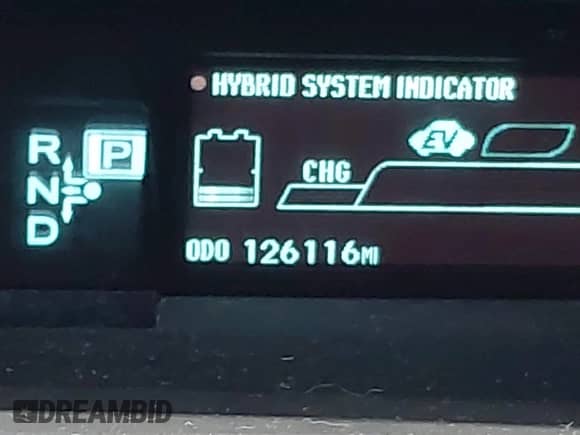 HYBRID SYSTEM INDICATOR
R P
N
D
EV
CHG
ODO 126116MI
DREAMBID